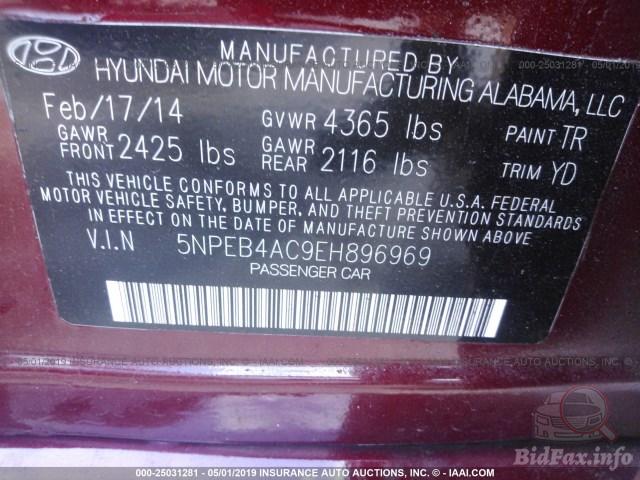 MANUFACTURED BY
HYUNDAI MOTOR MANUFACTURING ALABAMA, LLC
Feb/17/14 GVWR 4365 lbs PAINT TR
GAWR FRONT 2425 lbs GAWR REAR 2116 lbs TRIM YD
THIS VEHICLE CONFORMS TO ALL APPLICABLE U.S.A. FEDERAL
MOTOR VEHICLE SAFETY, BUMPER, AND THEFT PREVENTION STANDARDS
IN EFFECT ON THE DATE OF MANUFACTURE SHOWN ABOVE
V.I.N 5NPEB4AC9EH896969
PASSENGER CAR
000-25031281 - 05/01/2019 INSURANCE AUTO AUCTIONS, INC. - © IAAI.COM
BidFax.info